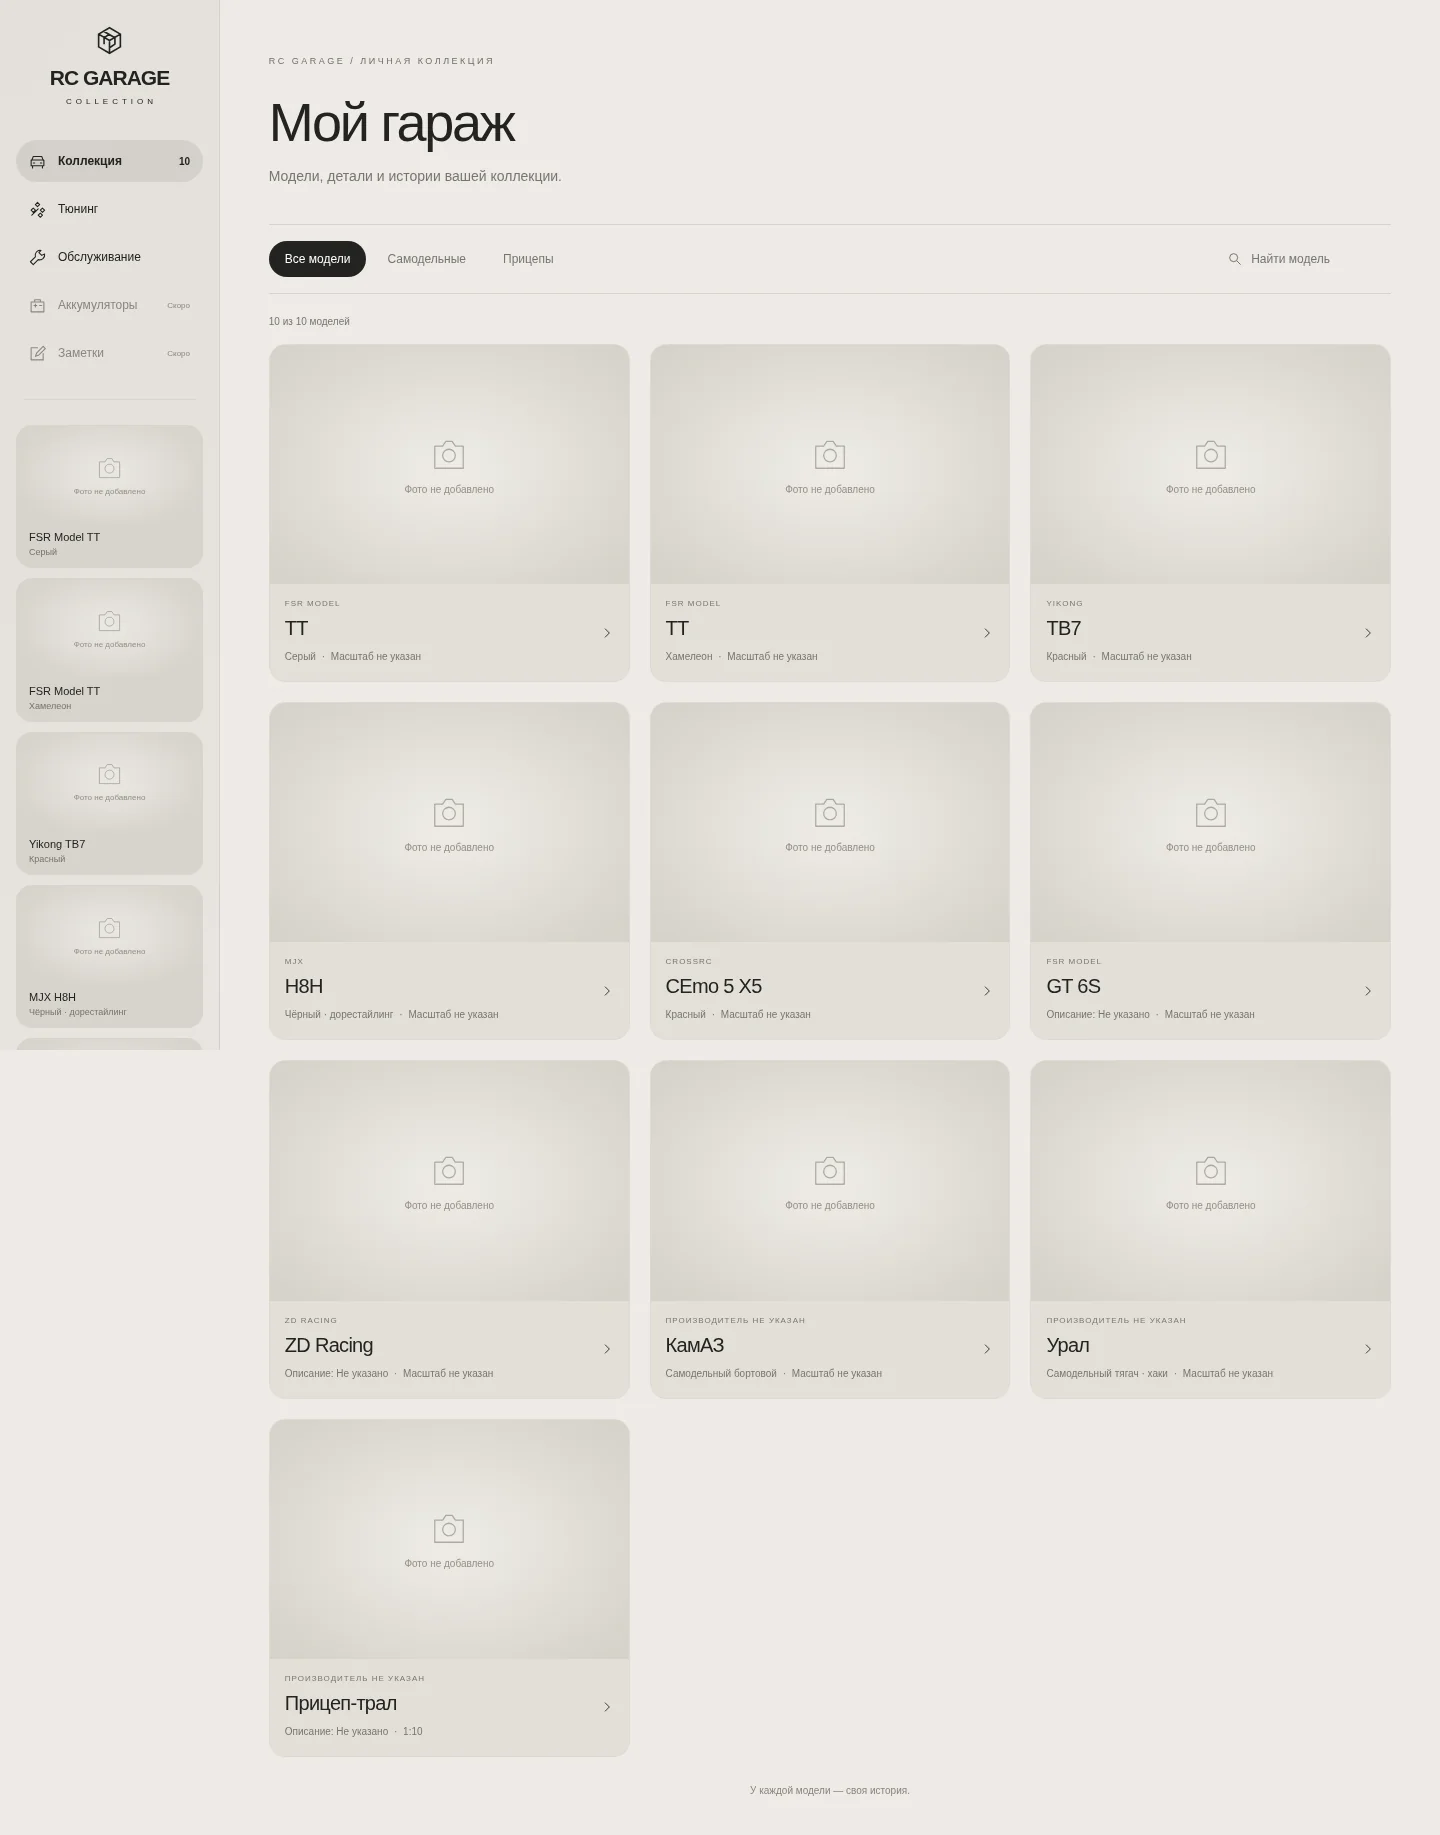 RC GARAGE
COLLECTION
Коллекция 10
Тюнинг
Обслуживание
Аккумуляторы Скоро
Заметки Скоро
Фото не добавлено
FSR Model TT
Серый
Фото не добавлено
FSR Model TT
Хамелеон
Фото не добавлено
Yikong TB7
Красный
Фото не добавлено
MJX H8H
Чёрный · дорестайлинг
RC GARAGE / ЛИЧНАЯ КОЛЛЕКЦИЯ
Мой гараж
Модели, детали и истории вашей коллекции.
Все модели Самодельные Прицепы Найти модель
10 из 10 моделей
Фото не добавлено
FSR MODEL
TT
Серый · Масштаб не указан
Фото не добавлено
FSR MODEL
TT
Хамелеон · Масштаб не указан
Фото не добавлено
YIKONG
TB7
Красный · Масштаб не указан
Фото не добавлено
MJX
H8H
Чёрный · дорестайлинг · Масштаб не указан
Фото не добавлено
CROSSRC
CEmo 5 X5
Красный · Масштаб не указан
Фото не добавлено
FSR MODEL
GT 6S
Описание: Не указано · Масштаб не указан
Фото не добавлено
ZD RACING
ZD Racing
Описание: Не указано · Масштаб не указан
Фото не добавлено
ПРОИЗВОДИТЕЛЬ НЕ УКАЗАН
КамАЗ
Самодельный бортовой · Масштаб не указан
Фото не добавлено
ПРОИЗВОДИТЕЛЬ НЕ УКАЗАН
Урал
Самодельный тягач · хаки · Масштаб не указан
Фото не добавлено
ПРОИЗВОДИТЕЛЬ НЕ УКАЗАН
Прицеп-трал
Описание: Не указано · 1:10
У каждой модели — своя история.